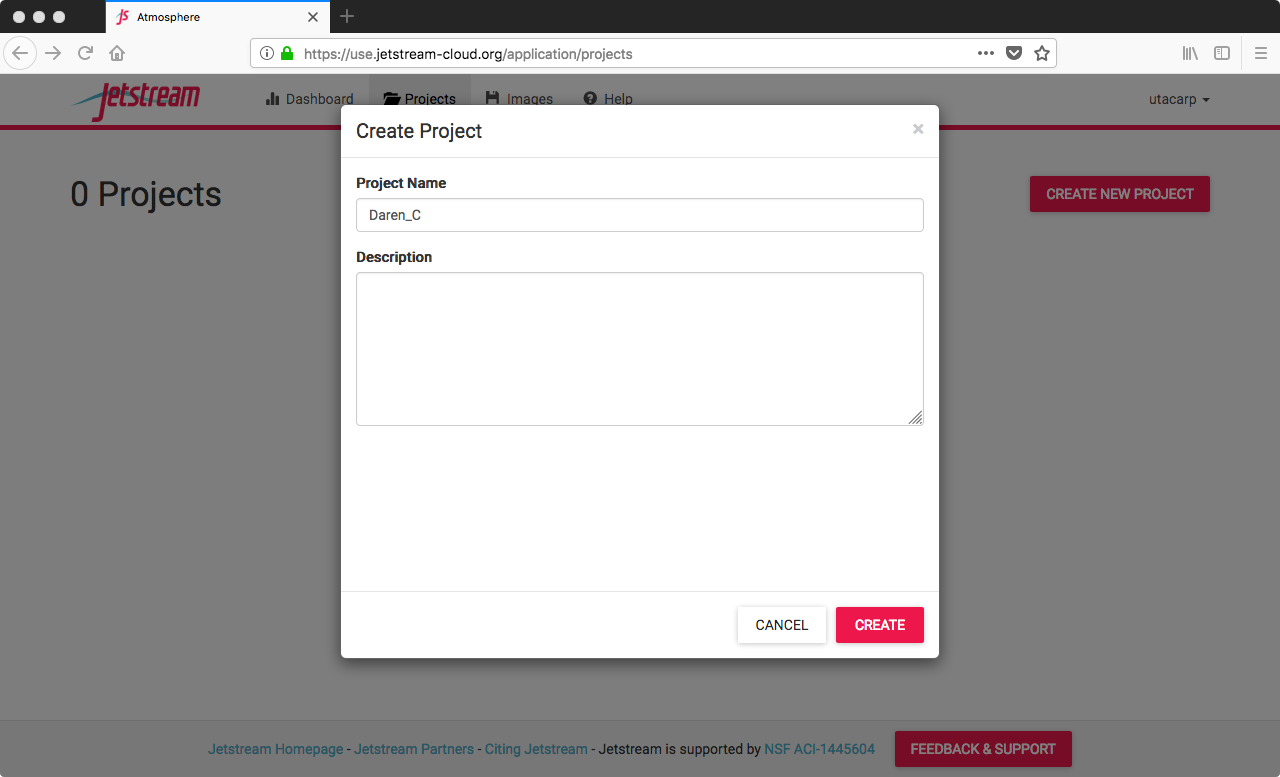 Atmosphere
https://use.jetstream-cloud.org/application/projects
Jetstream
Dashboard
Projects
Images
Help
utacarp
Create Project
0 Projects
CREATE NEW PROJECT
Project Name
Daren_C
Description
CANCEL
CREATE
Jetstream Homepage - Jetstream Partners - Citing Jetstream - Jetstream is supported by NSF ACI-1445604
FEEDBACK & SUPPORT